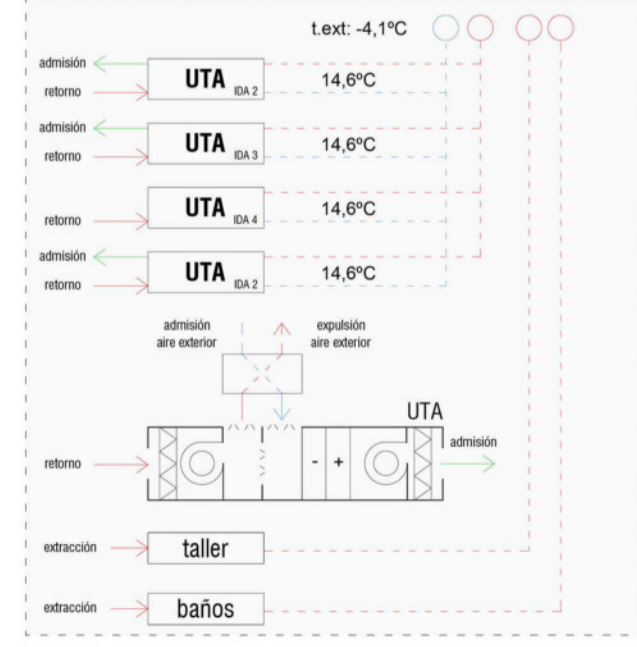 t.ext: -4,1ºC
admisión
retorno
UTA
IDA 2
14,6ºC
admisión
retorno
UTA
IDA 3
14,6ºC
retorno
UTA
IDA 4
14,6ºC
admisión
retorno
UTA
IDA 2
14,6ºC
admisión
aire exterior
expulsión
aire exterior
UTA
retorno
- +
admisión
extracción
taller
extracción
baños